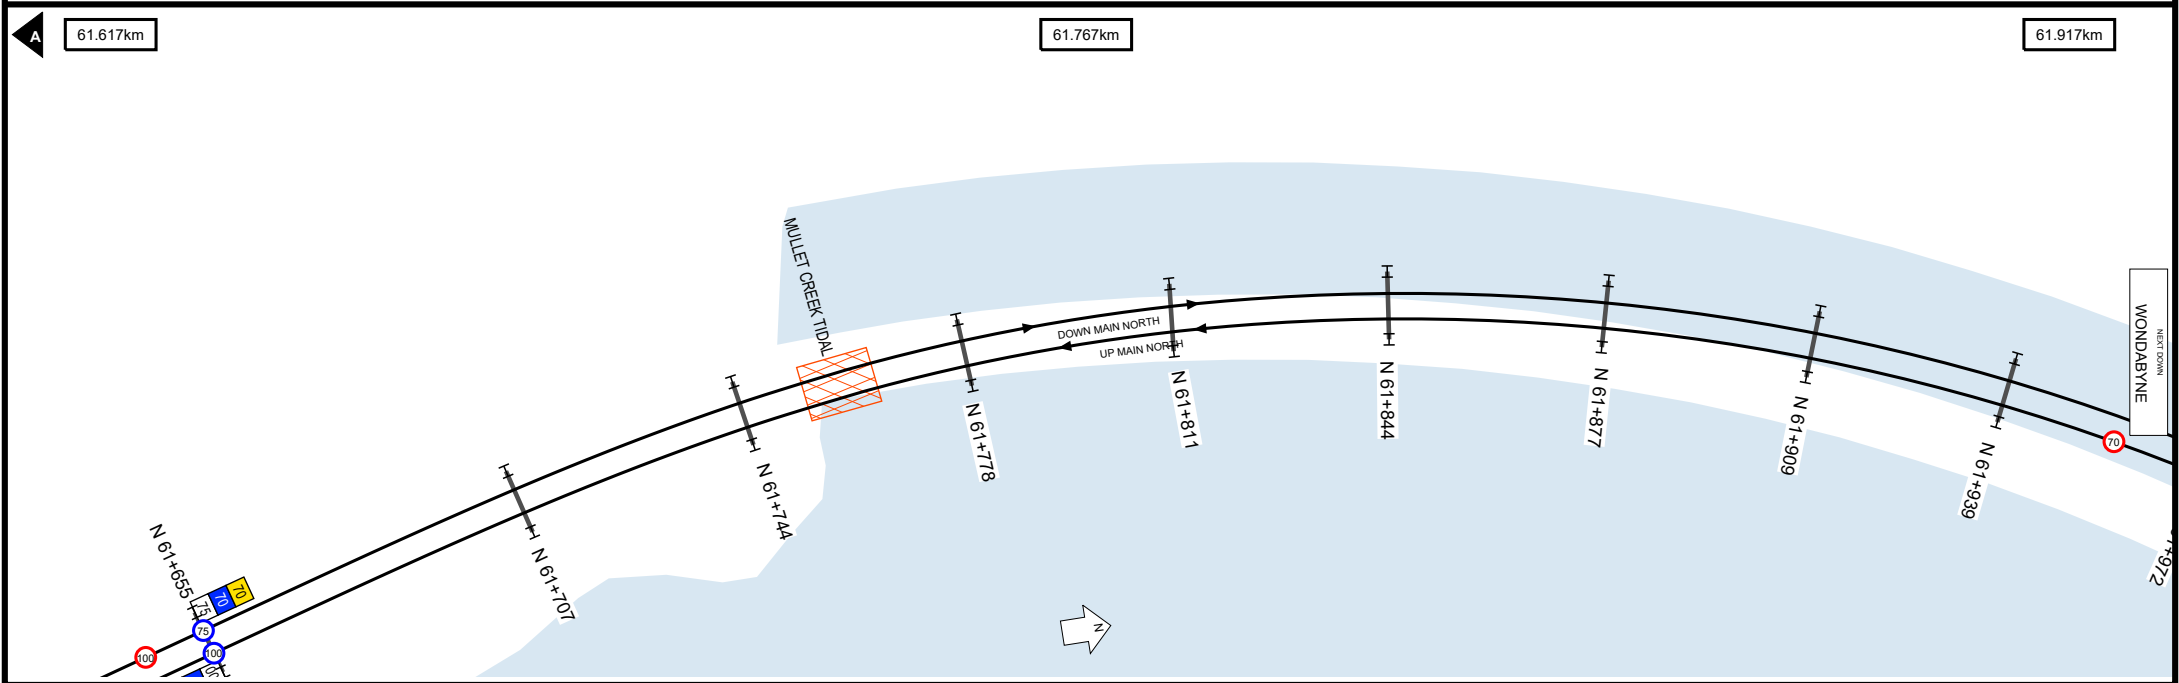 A
61.617km
61.767km
61.917km
MULLET CREEK TIDAL
DOWN MAIN NORTH
UP MAIN NORTH
NEXT DOWN
WONDABYNE
N 61+655
N 61+707
N 61+744
N 61+778
N 61+811
N 61+844
N 61+877
N 61+909
N 61+939
+972
75
70
70
75
100
100
70
N